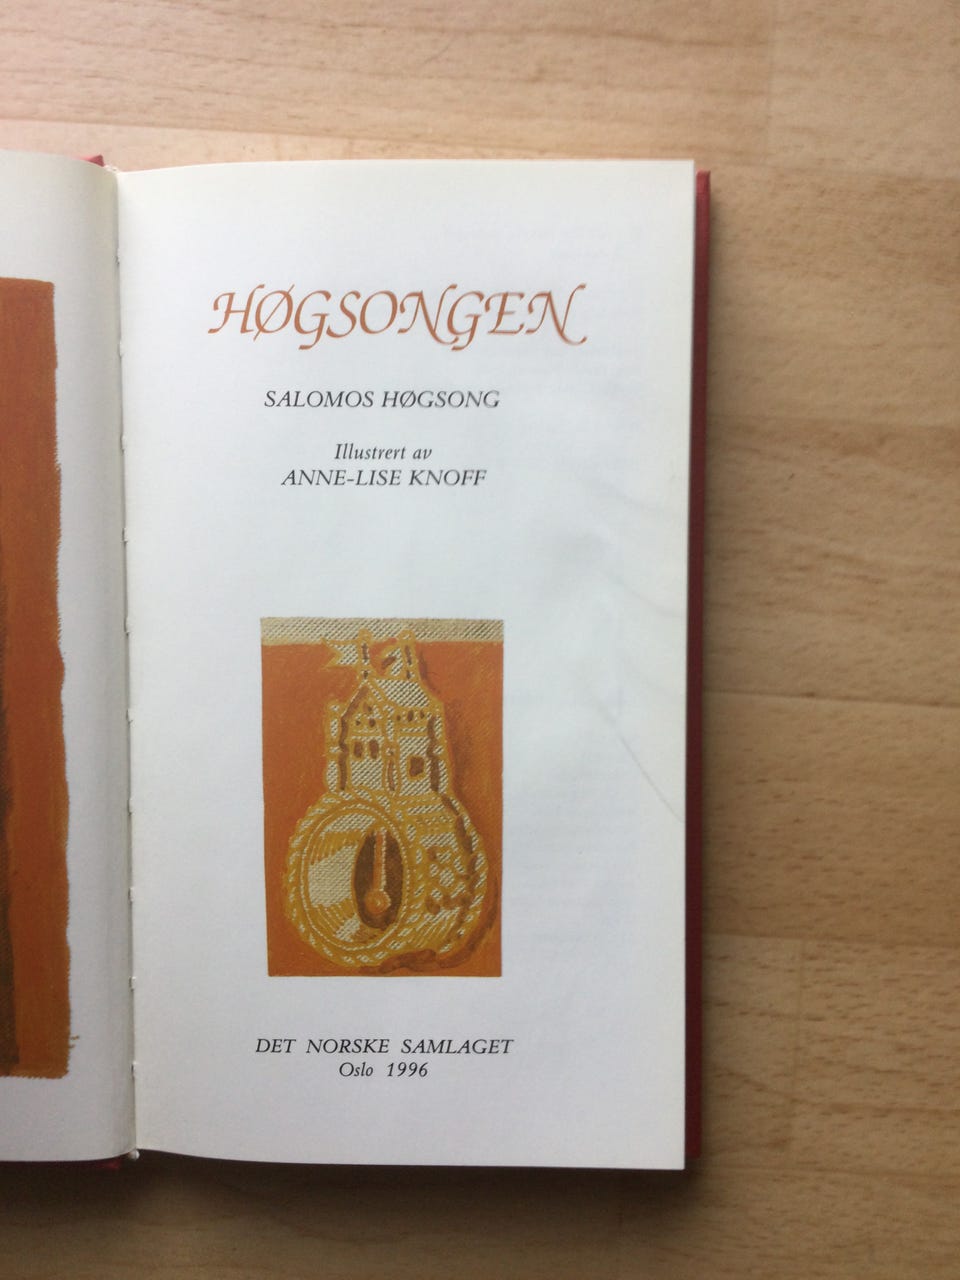 HØGSONGEN
SALOMOS HØGSONG
Illustrert av
ANNE-LISE KNOFF
DET NORSKE SAMLAGET
Oslo 1996